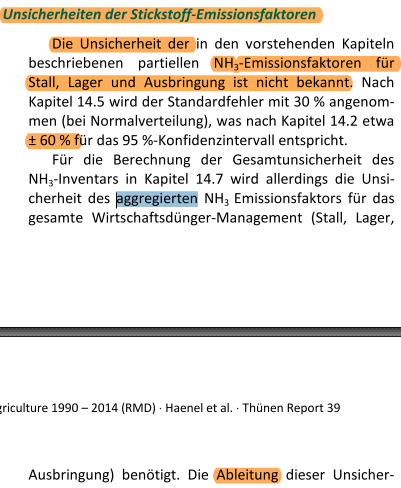 Unsicherheiten der Stickstoff-Emissionsfaktoren
Die Unsicherheit der in den vorstehenden Kapiteln
beschriebenen partiellen NH₃-Emissionsfaktoren für
Stall, Lager und Ausbringung ist nicht bekannt. Nach
Kapitel 14.5 wird der Standardfehler mit 30 % angenom-
men (bei Normalverteilung), was nach Kapitel 14.2 etwa
± 60 % für das 95 %-Konfidenzintervall entspricht.
Für die Berechnung der Gesamtunsicherheit des
NH₃-Inventars in Kapitel 14.7 wird allerdings die Unsi-
cherheit des aggregierten NH₃ Emissionsfaktors für das
gesamte Wirtschaftsdünger-Management (Stall, Lager,
griculture 1990 – 2014 (RMD) · Haenel et al. · Thünen Report 39
Ausbringung) benötigt. Die Ableitung dieser Unsicher-